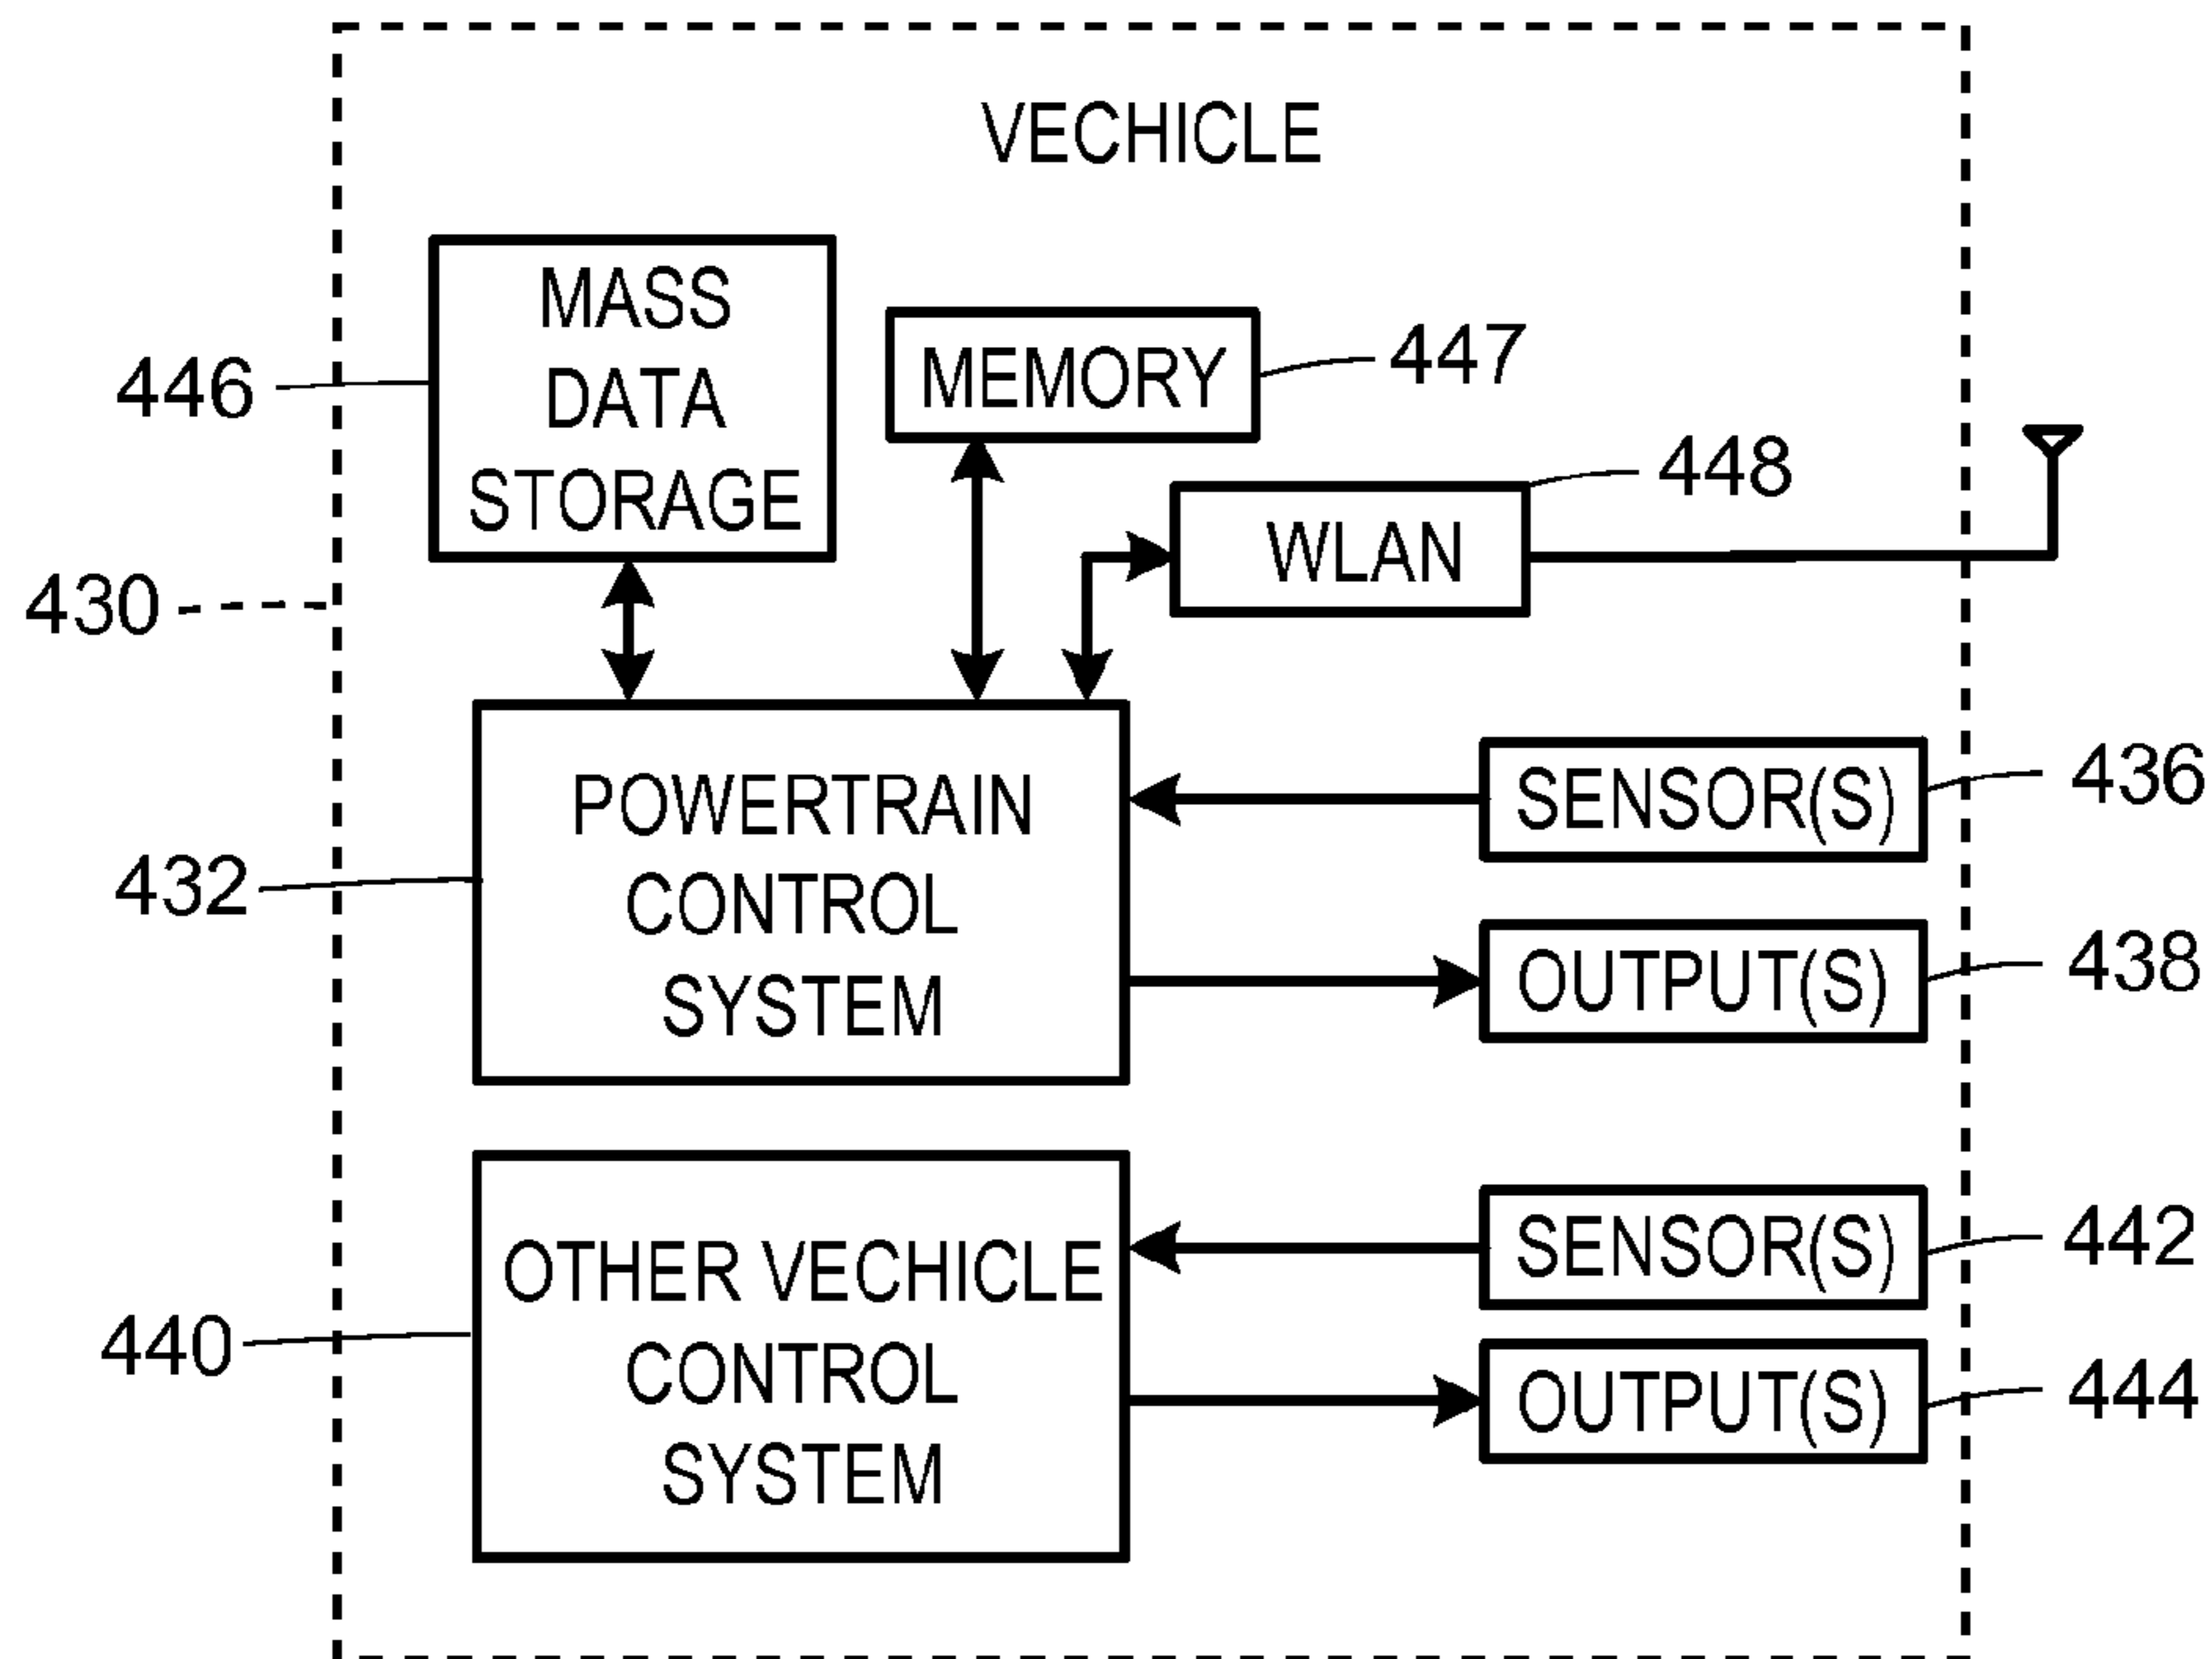 VECHICLE
MASS
DATA
STORAGE
446
MEMORY
447
WLAN
448
430
POWERTRAIN
CONTROL
SYSTEM
432
SENSOR(S)
436
OUTPUT(S)
438
OTHER VECHICLE
CONTROL
SYSTEM
440
SENSOR(S)
442
OUTPUT(S)
444